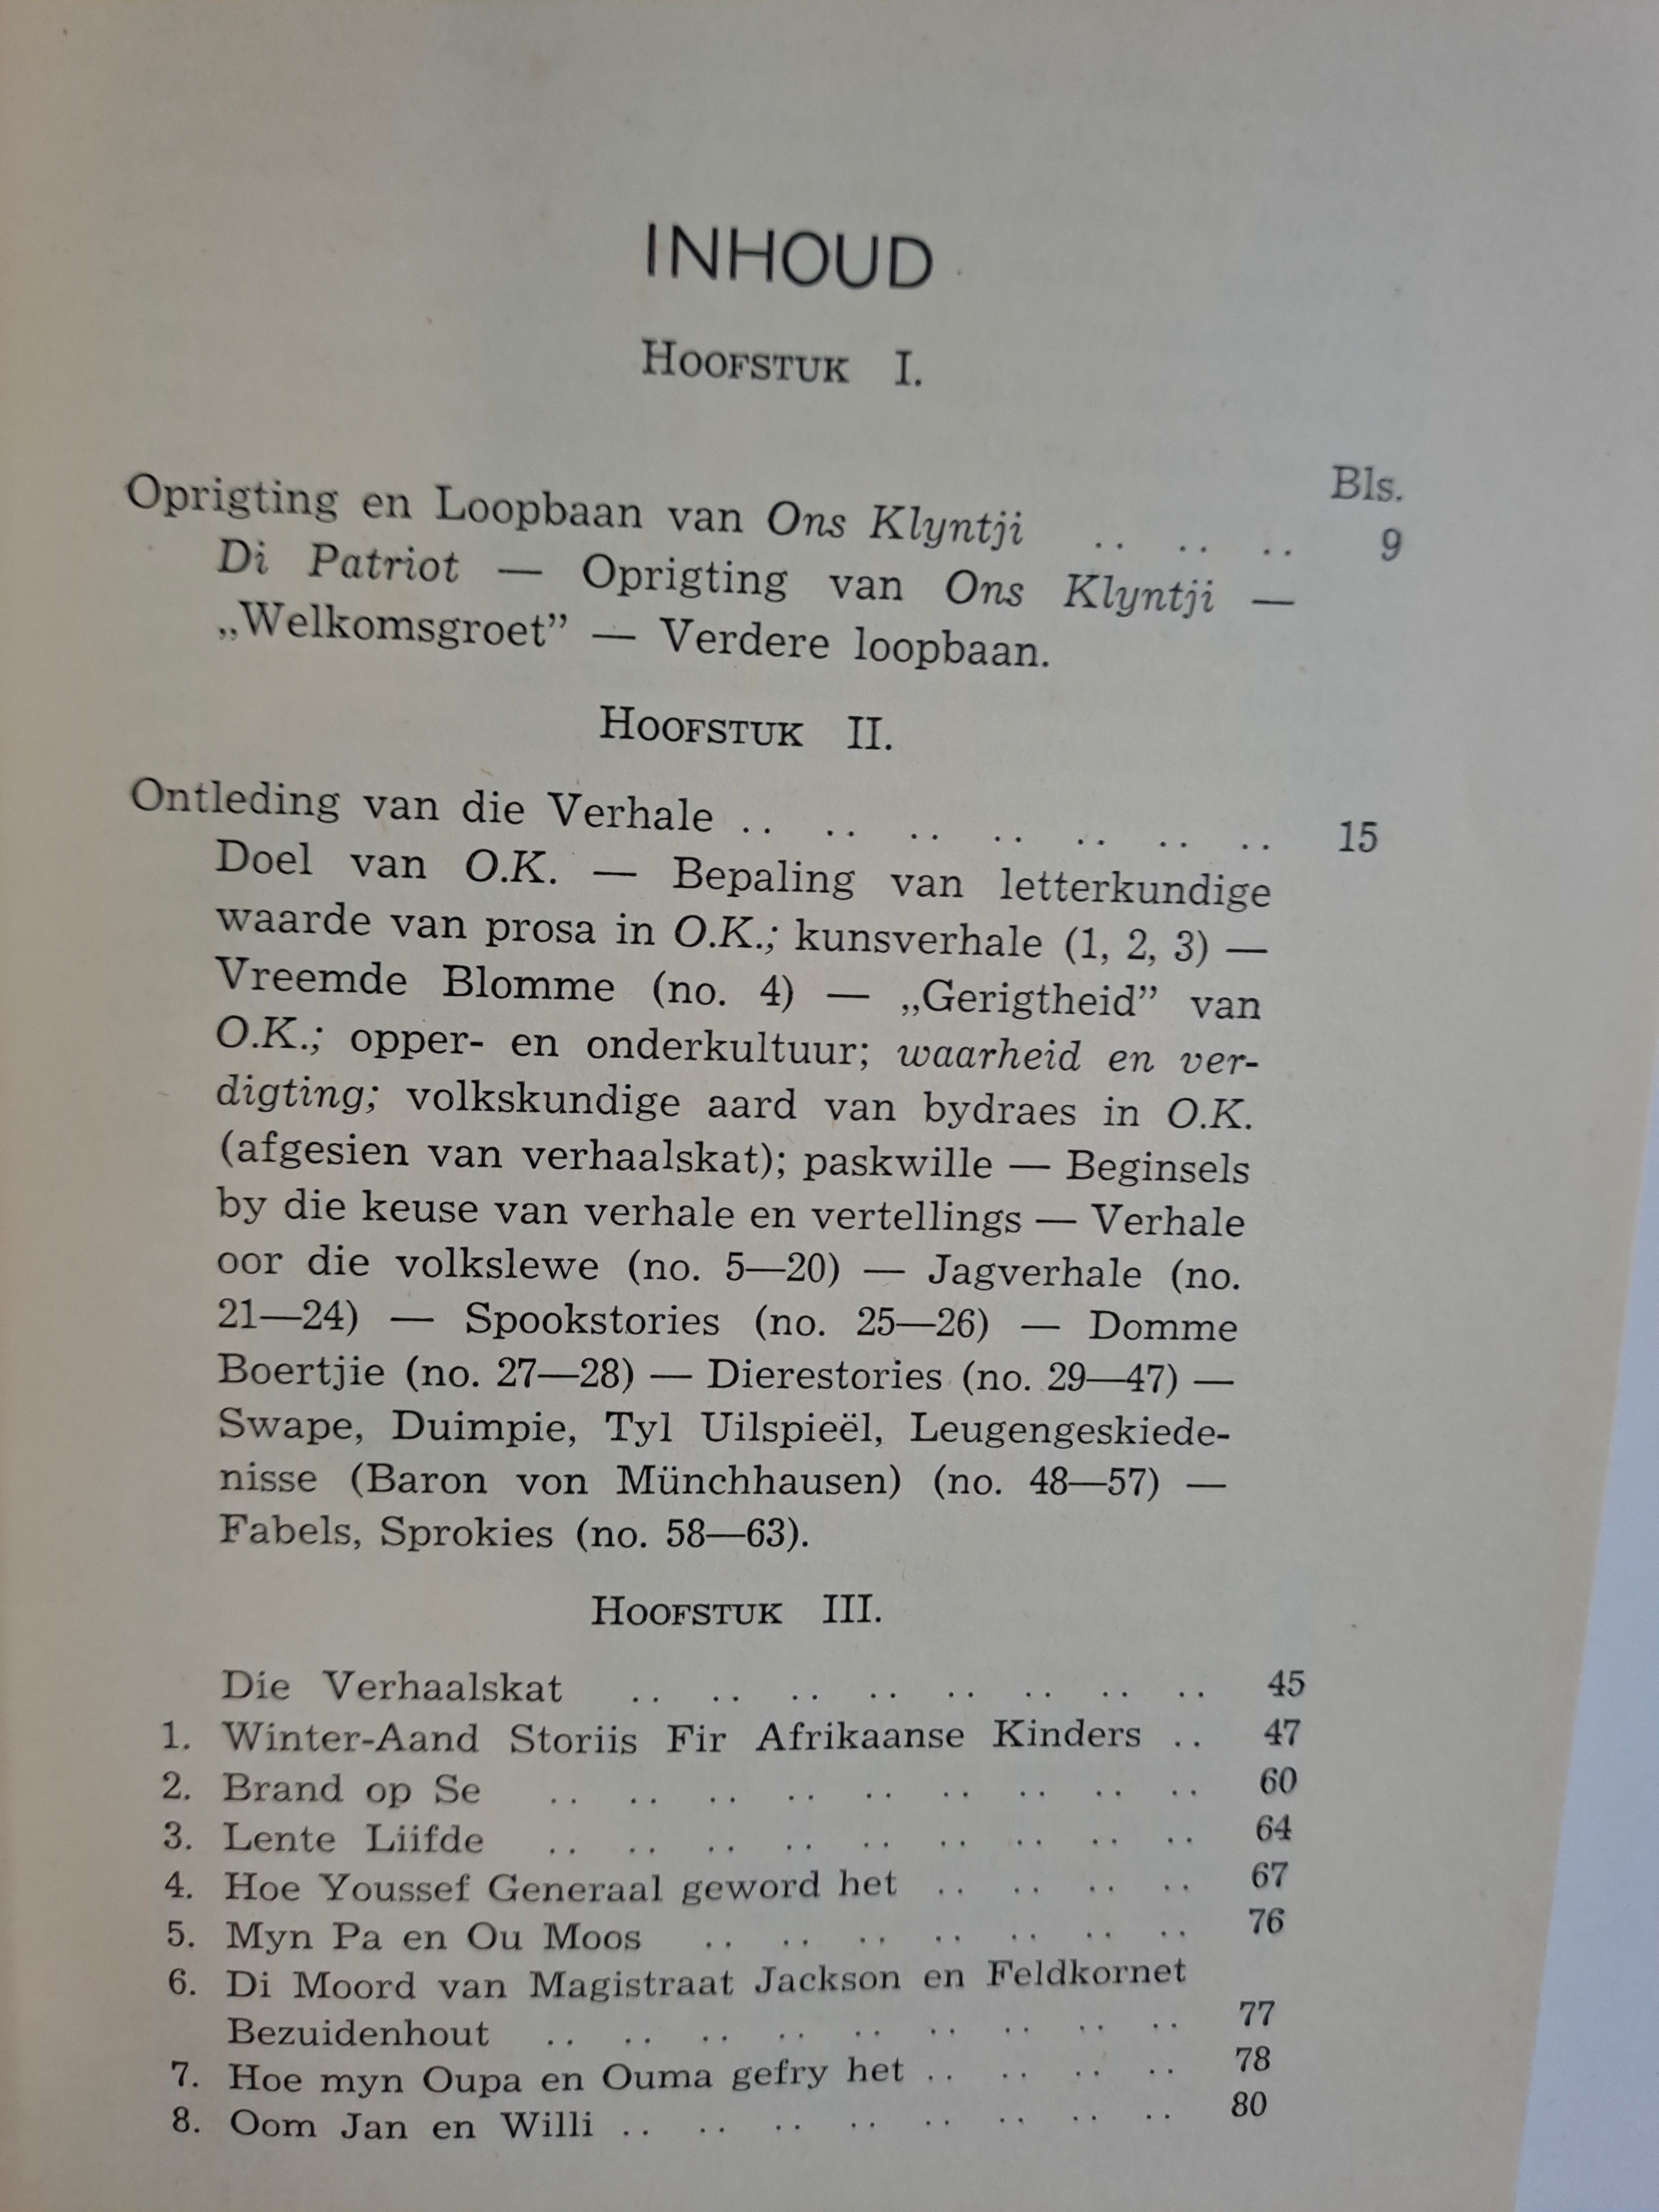 INHOUD
HOOFSTUK I.
Bls.
Oprigting en Loopbaan van Ons Klyntji .. .. .. 9
Di Patriot — Oprigting van Ons Klyntji —
„Welkomsgroet” — Verdere loopbaan.
HOOFSTUK II.
Ontleding van die Verhale .. .. .. .. .. .. .. 15
Doel van O.K. — Bepaling van letterkundige
waarde van prosa in O.K.; kunsverhale (1, 2, 3) —
Vreemde Blomme (no. 4) — „Gerigtheid” van
O.K.; opper- en onderkultuur; waarheid en ver-
digting; volkskundige aard van bydraes in O.K.
(afgesien van verhaalskat); paskwille — Beginsels
by die keuse van verhale en vertellings — Verhale
oor die volkslewe (no. 5—20) — Jagverhale (no.
21—24) — Spookstories (no. 25—26) — Domme
Boertjie (no. 27—28) — Dierestories (no. 29—47) —
Swape, Duimpie, Tyl Uilspieël, Leugengeskiede-
nisse (Baron von Münchhausen) (no. 48—57) —
Fabels, Sprokies (no. 58—63).
HOOFSTUK III.
Die Verhaalskat .. .. .. .. .. .. .. .. 45
1. Winter-Aand Storiis Fir Afrikaanse Kinders .. 47
2. Brand op Se .. .. .. .. .. .. .. .. .. 60
3. Lente Liifde .. .. .. .. .. .. .. .. .. 64
4. Hoe Youssef Generaal geword het .. .. .. .. 67
5. Myn Pa en Ou Moos .. .. .. .. .. .. .. 76
6. Di Moord van Magistraat Jackson en Feldkornet
Bezuidenhout .. .. .. .. .. .. .. .. .. 77
7. Hoe myn Oupa en Ouma gefry het .. .. .. .. 78
8. Oom Jan en Willi .. .. .. .. .. .. .. .. 80